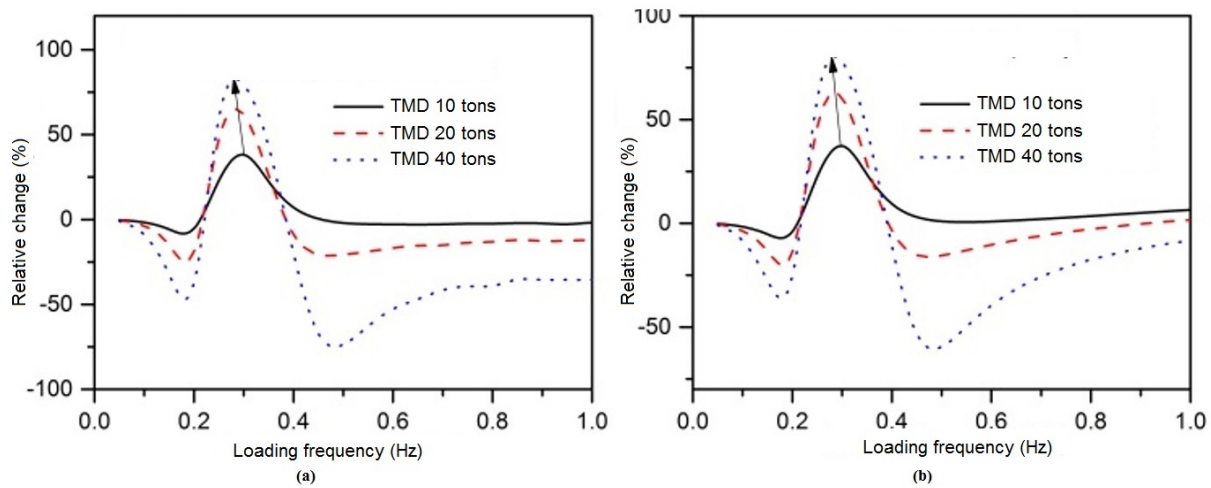 100
50
0
-50
-100
Relative change (%)
TMD 10 tons
TMD 20 tons
TMD 40 tons
0.0 0.2 0.4 0.6 0.8 1.0
Loading frequency (Hz)
(a)
100
50
0
-50
Relative change (%)
TMD 10 tons
TMD 20 tons
TMD 40 tons
0.0 0.2 0.4 0.6 0.8 1.0
Loading frequency (Hz)
(b)